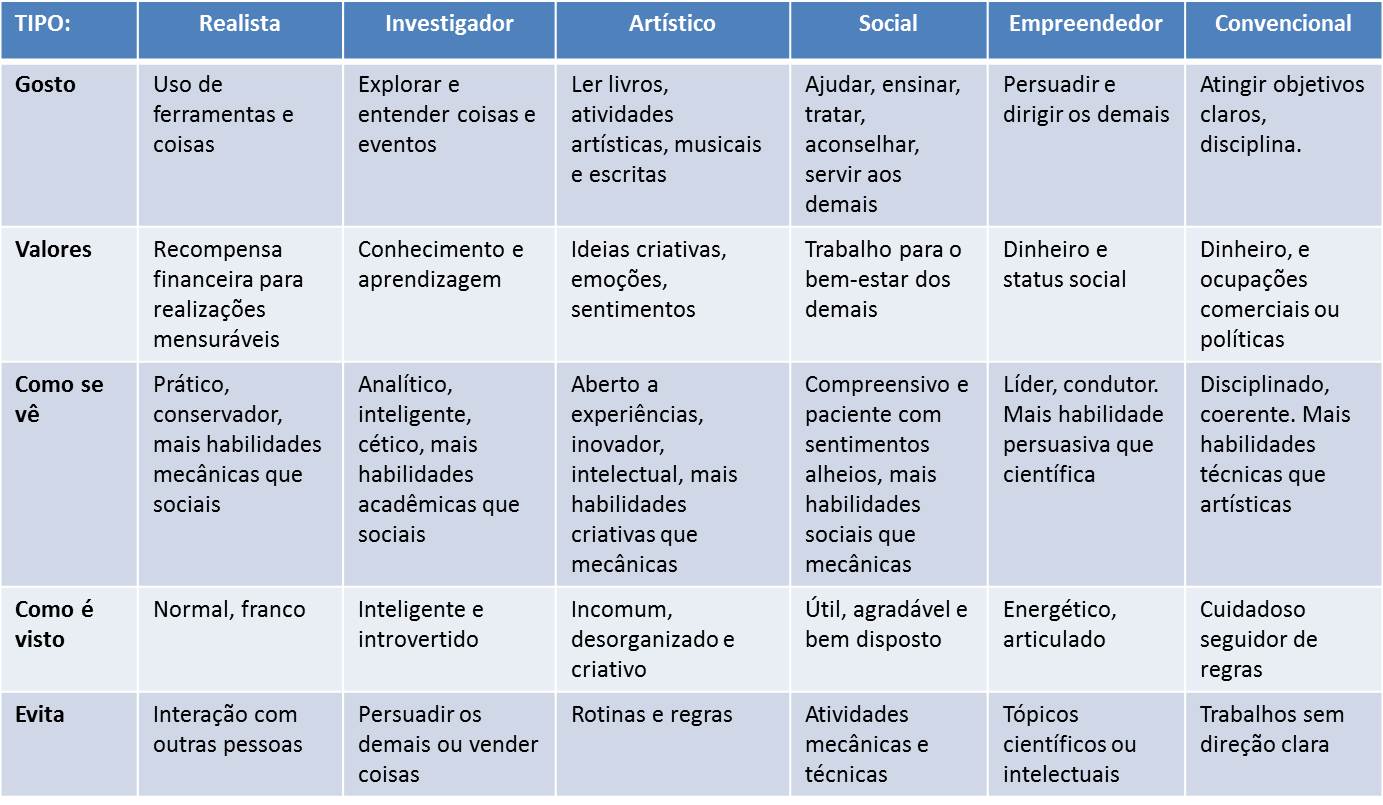 TIPO:
Realista
Investigador
Artístico
Social
Empreendedor
Convencional
Gosto
Uso de
ferramentas e
coisas
Explorar e
entender coisas e
eventos
Ler livros,
atividades
artísticas, musicais
e escritas
Ajudar, ensinar,
tratar,
aconselhar,
servir aos
demais
Persuadir e
dirigir os demais
Atingir objetivos
claros,
disciplina.
Valores
Recompensa
financeira para
realizações
mensuráveis
Conhecimento e
aprendizagem
Ideias criativas,
emoções,
sentimentos
Trabalho para o
bem-estar dos
demais
Dinheiro e
status social
Dinheiro, e
ocupações
comerciais ou
políticas
Como se
vê
Prático,
conservador,
mais habilidades
mecânicas que
sociais
Analítico,
inteligente,
cético, mais
habilidades
acadêmicas que
sociais
Aberto a
experiências,
inovador,
intelectual, mais
habilidades
criativas que
mecânicas
Compreensivo e
paciente com
sentimentos
alheios, mais
habilidades
sociais que
mecânicas
Líder, condutor.
Mais habilidade
persuasiva que
científica
Disciplinado,
coerente. Mais
habilidades
técnicas que
artísticas
Como é
visto
Normal, franco
Inteligente e
introvertido
Incomum,
desorganizado e
criativo
Útil, agradável e
bem disposto
Energético,
articulado
Cuidadoso
seguidor de
regras
Evita
Interação com
outras pessoas
Persuadir os
demais ou vender
coisas
Rotinas e regras
Atividades
mecânicas e
técnicas
Tópicos
científicos ou
intelectuais
Trabalhos sem
direção clara